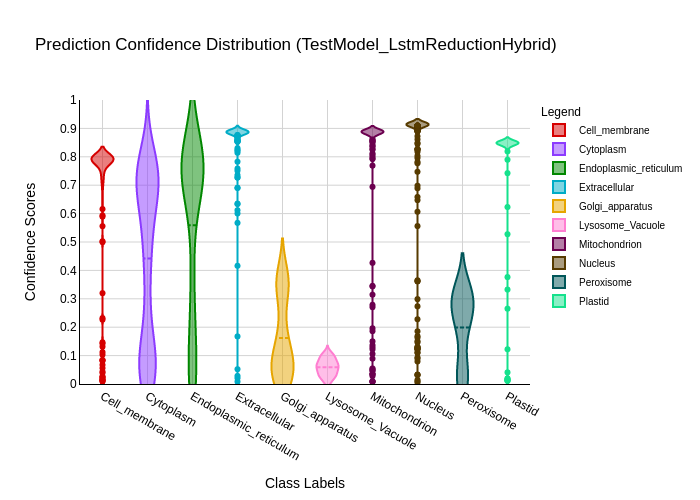 Prediction Confidence Distribution (TestModel_LstmReductionHybrid)
Legend
Cell_membrane
Cytoplasm
Endoplasmic_reticulum
Extracellular
Golgi_apparatus
Lysosome_Vacuole
Mitochondrion
Nucleus
Peroxisome
Plastid
Confidence Scores
1
0.9
0.8
0.7
0.6
0.5
0.4
0.3
0.2
0.1
0
Cell_membrane
Cytoplasm
Endoplasmic_reticulum
Extracellular
Golgi_apparatus
Lysosome_Vacuole
Mitochondrion
Nucleus
Peroxisome
Plastid
Class Labels